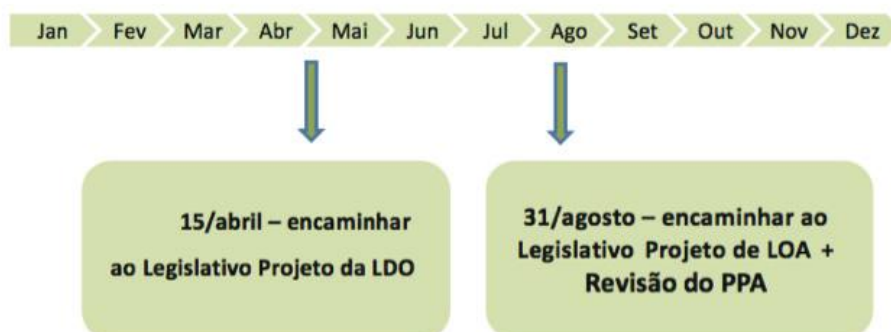 Jan Fev Mar Abr Mai Jun Jul Ago Set Out Nov Dez
15/abril – encaminhar
ao Legislativo Projeto da LDO
31/agosto – encaminhar ao
Legislativo Projeto de LOA +
Revisão do PPA